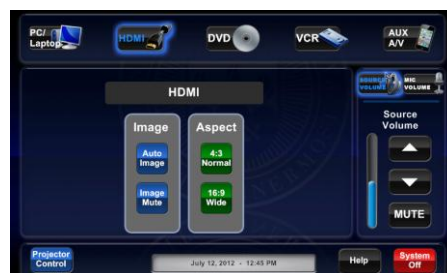 PC/
Laptop
HDMI
DVD
VCR
AUX
A/V
HDMI
Image
Aspect
Auto
Image
4:3
Normal
Image
Mute
16:9
Wide
SOURCE
VOLUME
MIC
VOLUME
Source
Volume
MUTE
Projector
Control
July 12, 2012 - 12:45 PM
Help
System
Off